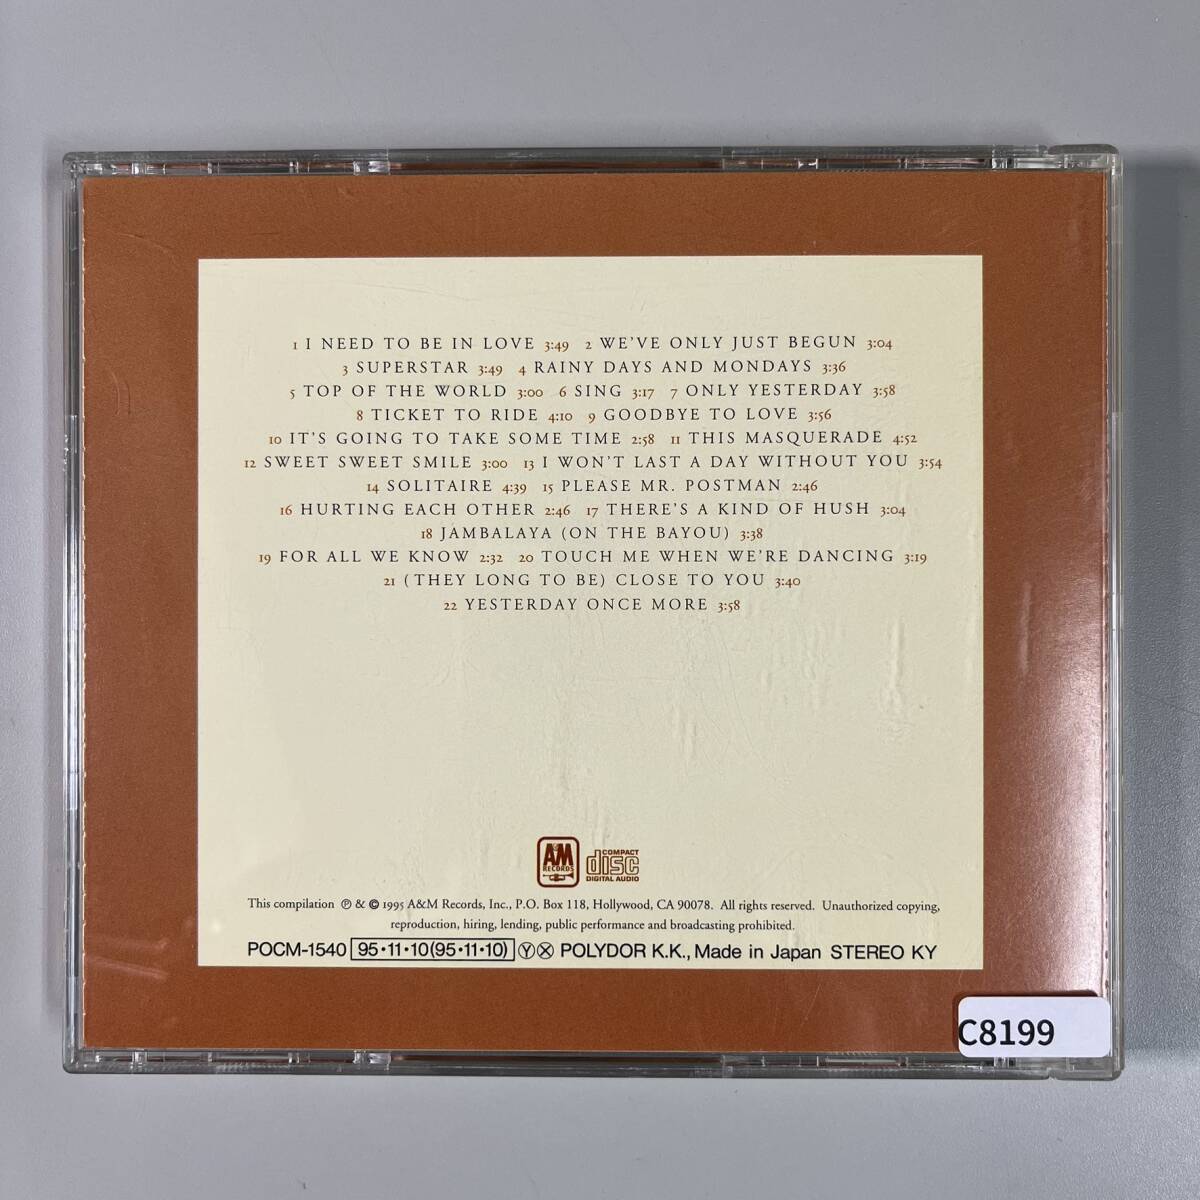 1 I NEED TO BE IN LOVE 3:49 2 WE'VE ONLY JUST BEGUN 3:04
3 SUPERSTAR 3:49 4 RAINY DAYS AND MONDAYS 3:36
5 TOP OF THE WORLD 3:00 6 SING 3:17 7 ONLY YESTERDAY 3:58
8 TICKET TO RIDE 4:10 9 GOODBYE TO LOVE 3:56
10 IT'S GOING TO TAKE SOME TIME 2:58 11 THIS MASQUERADE 4:52
12 SWEET SWEET SMILE 3:00 13 I WON'T LAST A DAY WITHOUT YOU 3:54
14 SOLITAIRE 4:39 15 PLEASE MR. POSTMAN 2:46
16 HURTING EACH OTHER 2:46 17 THERE'S A KIND OF HUSH 3:04
18 JAMBALAYA (ON THE BAYOU) 3:38
19 FOR ALL WE KNOW 2:32 20 TOUCH ME WHEN WE'RE DANCING 3:19
21 (THEY LONG TO BE) CLOSE TO YOU 3:40
22 YESTERDAY ONCE MORE 3:58
A&M RECORDS
COMPACT disc DIGITAL AUDIO
This compilation ℗ & © 1995 A&M Records, Inc., P.O. Box 118, Hollywood, CA 90078. All rights reserved. Unauthorized copying,
reproduction, hiring, lending, public performance and broadcasting prohibited.
POCM-1540 95・11・10(95・11・10) Ⓨ Ⓧ POLYDOR K.K., Made in Japan STEREO KY
C8199